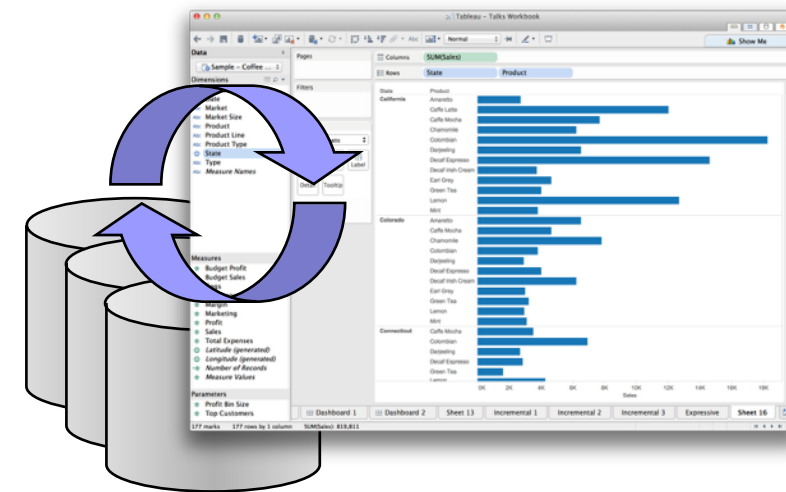 Tableau - Talks Workbook
Abc
Normal
Show Me
Data
Pages
Columns
SUM(Sales)
Sample - Coffee ...
Rows
State
Product
Dimensions
Filters
Date
Market
Market Size
Product
Product Line
Product Type
State
Type
Measure Names
Label
Detail
Tooltip
State
Product
California
Amaretto
Caffe Latte
Caffe Mocha
Chamomile
Colombian
Darjeeling
Decaf Espresso
Decaf Irish Cream
Earl Grey
Green Tea
Lemon
Mint
Colorado
Amaretto
Caffe Mocha
Chamomile
Colombian
Darjeeling
Decaf Espresso
Decaf Irish Cream
Earl Grey
Green Tea
Lemon
Mint
Connecticut
Caffe Mocha
Colombian
Darjeeling
Decaf Espresso
Green Tea
Lemon
0K 2K 4K 6K 8K 10K 12K 14K 16K 18K
Sales
Measures
Budget Profit
Budget Sales
Margin
Marketing
Profit
Sales
Total Expenses
Latitude (generated)
Longitude (generated)
Number of Records
Measure Values
Parameters
Profit Bin Size
Top Customers
Dashboard 1
Dashboard 2
Sheet 13
Incremental 1
Incremental 2
Incremental 3
Expressive
Sheet 16
177 marks
177 rows by 1 column
SUM(Sales): 819,811